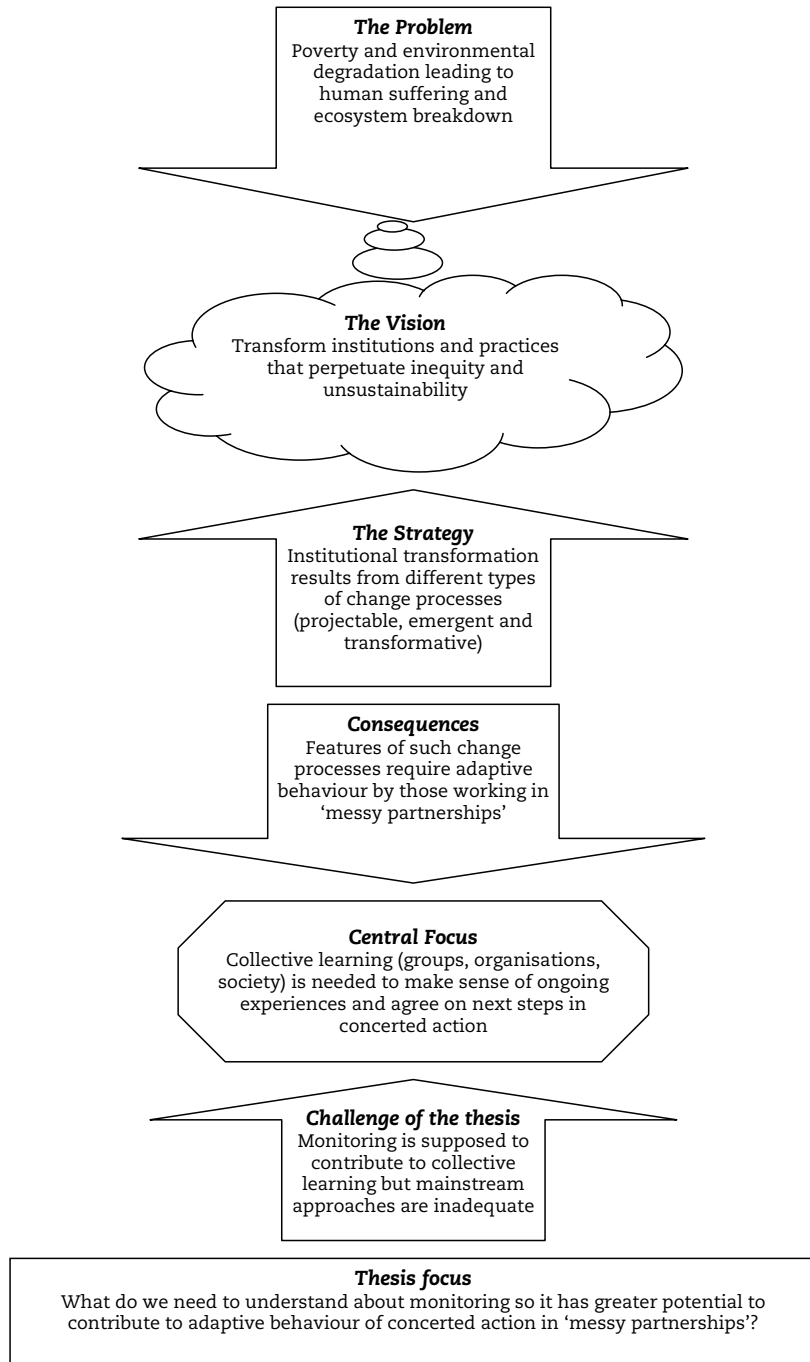 The Problem
Poverty and environmental
degradation leading to
human suffering and
ecosystem breakdown
The Vision
Transform institutions and practices
that perpetuate inequity and
unsustainability
The Strategy
Institutional transformation
results from different types
of change processes
(projectable, emergent and
transformative)
Consequences
Features of such change
processes require adaptive
behaviour by those working in
‘messy partnerships’
Central Focus
Collective learning (groups, organisations,
society) is needed to make sense of ongoing
experiences and agree on next steps in
concerted action
Challenge of the thesis
Monitoring is supposed to
contribute to collective
learning but mainstream
approaches are inadequate
Thesis focus
What do we need to understand about monitoring so it has greater potential to
contribute to adaptive behaviour of concerted action in ‘messy partnerships’?